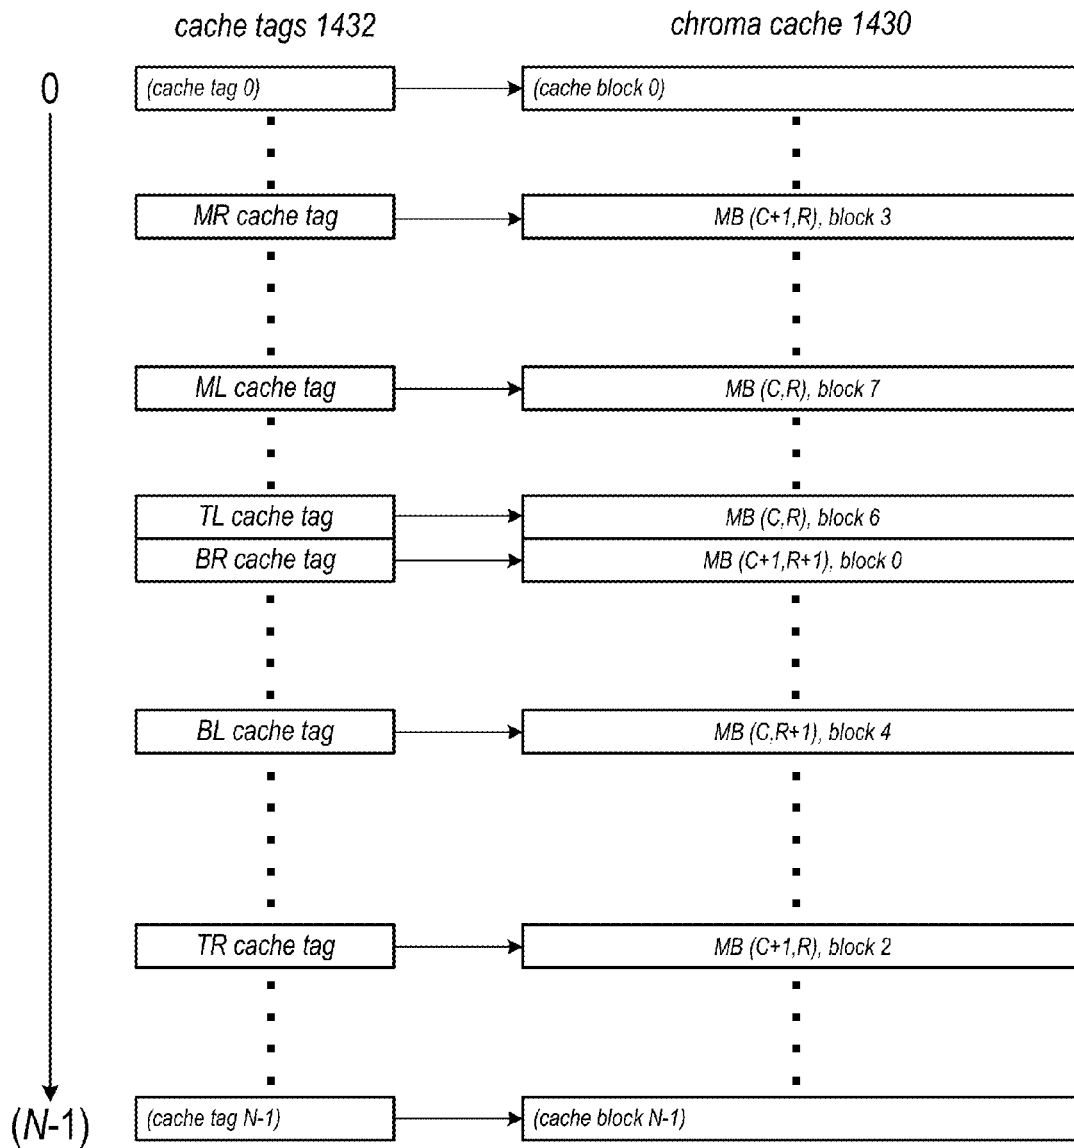 cache tags 1432 chroma cache 1430
0 (cache tag 0) (cache block 0)
MR cache tag MB (C+1,R), block 3
ML cache tag MB (C,R), block 7
TL cache tag MB (C,R), block 6
BR cache tag MB (C+1,R+1), block 0
BL cache tag MB (C,R+1), block 4
TR cache tag MB (C+1,R), block 2
(N-1) (cache tag N-1) (cache block N-1)